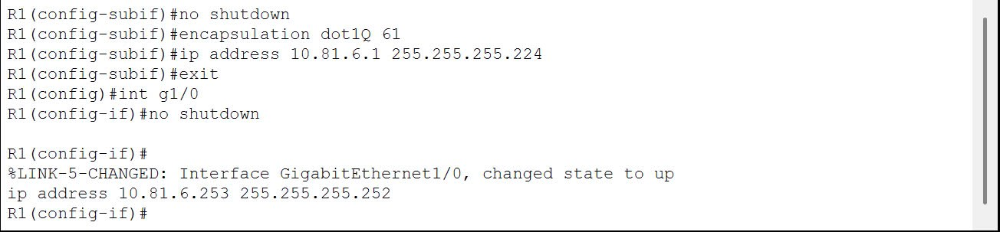 R1(config-subif)#no shutdown
R1(config-subif)#encapsulation dot1Q 61
R1(config-subif)#ip address 10.81.6.1 255.255.255.224
R1(config-subif)#exit
R1(config)#int g1/0
R1(config-if)#no shutdown
R1(config-if)#
%LINK-5-CHANGED: Interface GigabitEthernet1/0, changed state to up
ip address 10.81.6.253 255.255.255.252
R1(config-if)#